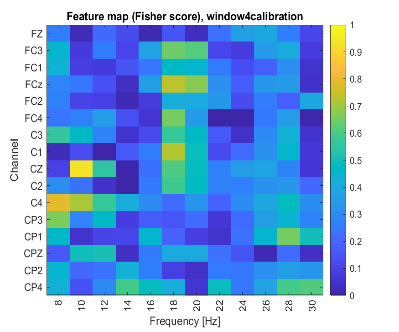 Feature map (Fisher score), window4calibration
Channel
FZ
FC3
FC1
FCz
FC2
FC4
C3
C1
CZ
C2
C4
CP3
CP1
CPZ
CP2
CP4
8 10 12 14 16 18 20 22 24 26 28 30
Frequency [Hz]
1
0.9
0.8
0.7
0.6
0.5
0.4
0.3
0.2
0.1
0